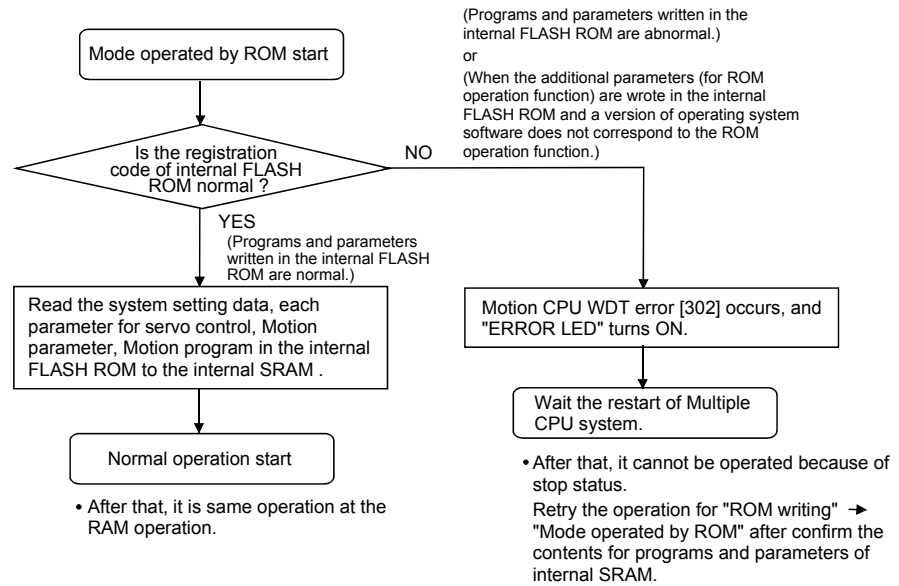 Mode operated by ROM start
(Programs and parameters written in the
internal FLASH ROM are abnormal.)
or
(When the additional parameters (for ROM
operation function) are wrote in the internal
FLASH ROM and a version of operating system
software does not correspond to the ROM
operation function.)
Is the registration
code of internal FLASH
ROM normal ?
NO
YES
(Programs and parameters
written in the internal FLASH
ROM are normal.)
Read the system setting data, each
parameter for servo control, Motion
parameter, Motion program in the internal
FLASH ROM to the internal SRAM .
Motion CPU WDT error [302] occurs, and
"ERROR LED" turns ON.
Normal operation start
Wait the restart of Multiple
CPU system.
• After that, it is same operation at the
RAM operation.
• After that, it cannot be operated because of
stop status.
Retry the operation for "ROM writing" →
"Mode operated by ROM" after confirm the
contents for programs and parameters of
internal SRAM.